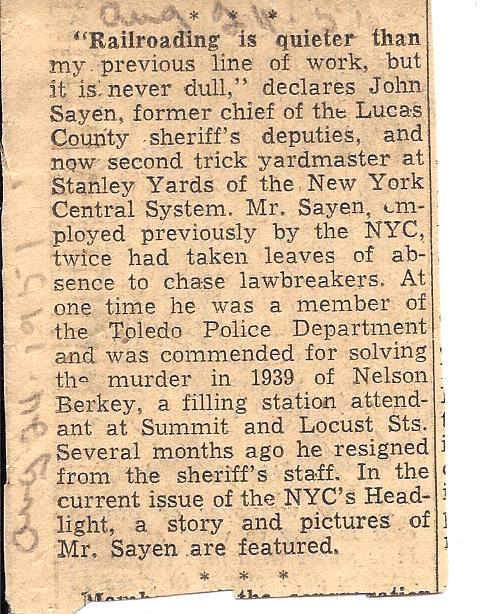 * * *
“Railroading is quieter than
my previous line of work, but
it is never dull,” declares John
Sayen, former chief of the Lucas
County sheriff’s deputies, and
now second trick yardmaster at
Stanley Yards of the New York
Central System. Mr. Sayen, em-
ployed previously by the NYC,
twice had taken leaves of ab-
sence to chase lawbreakers. At
one time he was a member of
the Toledo Police Department
and was commended for solving
the murder in 1939 of Nelson
Berkey, a filling station attend-
ant at Summit and Locust Sts.
Several months ago he resigned
from the sheriff’s staff. In the
current issue of the NYC’s Head-
light, a story and pictures of
Mr. Sayen are featured.
* * *
the congregation
Aug 24 - 1951
Aug